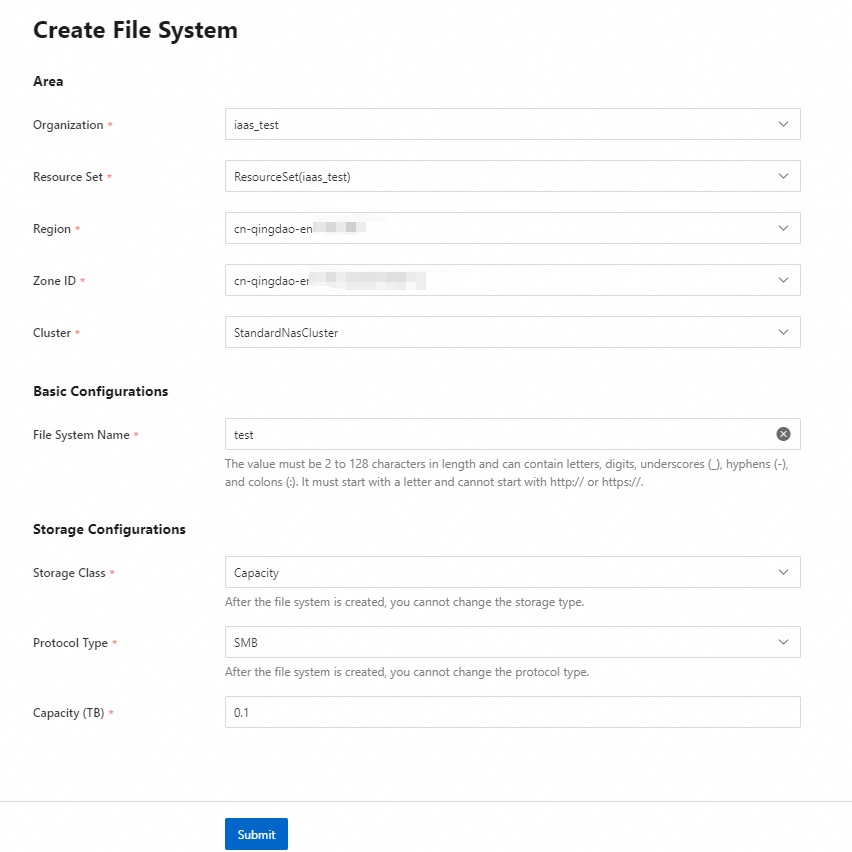 Create File System
Area
Organization *
iaas_test
Resource Set *
ResourceSet(iaas_test)
Region *
cn-qingdao-en
Zone ID *
cn-qingdao-
Cluster *
StandardNasCluster
Basic Configurations
File System Name *
test
The value must be 2 to 128 characters in length and can contain letters, digits, underscores (_), hyphens (-),
and colons (:). It must start with a letter and cannot start with http:// or https://.
Storage Configurations
Storage Class *
Capacity
After the file system is created, you cannot change the storage type.
Protocol Type *
SMB
After the file system is created, you cannot change the protocol type.
Capacity (TB) *
0.1
Submit